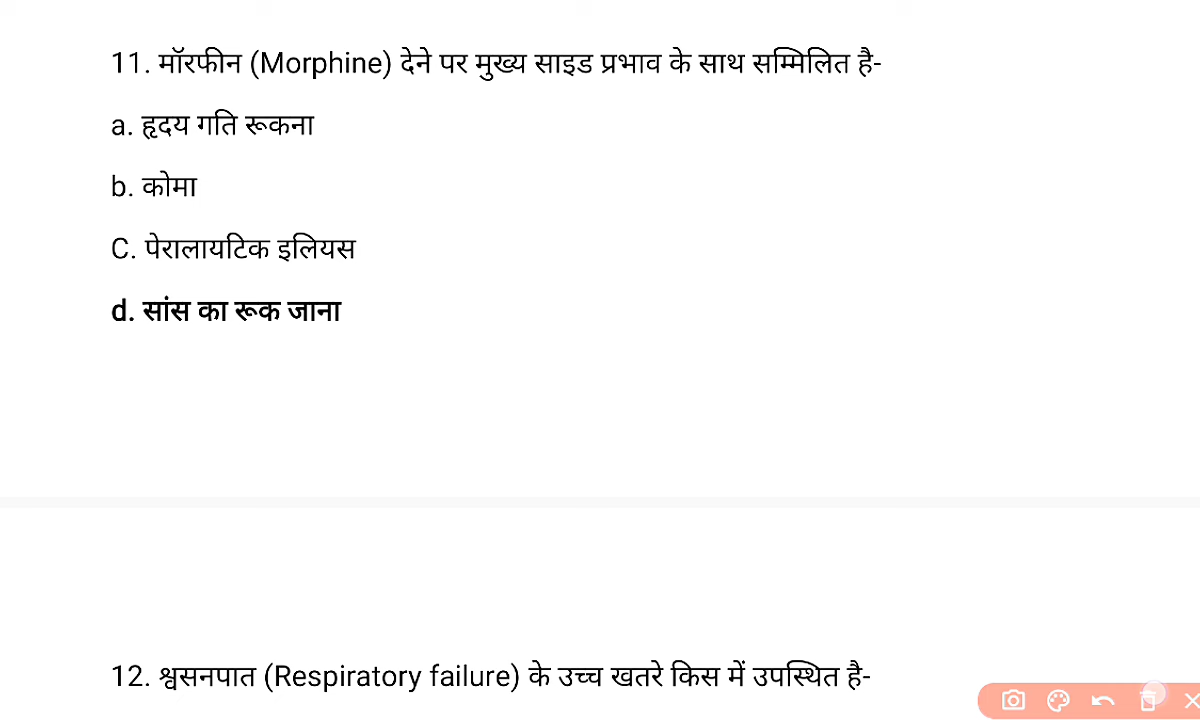 11. मॉरफीन (Morphine) देने पर मुख्य साइड प्रभाव के साथ सम्मिलित है-
a. हृदय गति रूकना
b. कोमा
C. पेरालायटिक इलियस
d. सांस का रूक जाना
12. श्वसनपात (Respiratory failure) के उच्च खतरे किस में उपस्थित है-